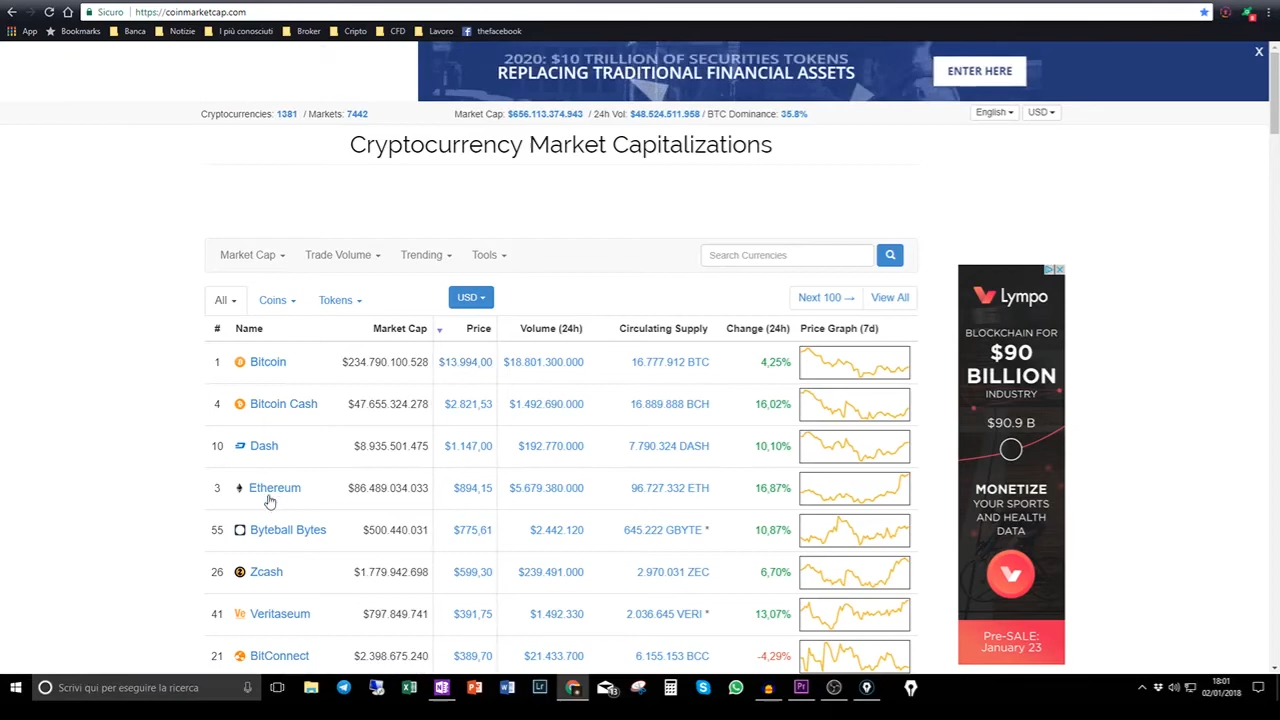 Sicuro https://coinmarketcap.com
App Bookmarks Banca Notizie I più conosciuti Broker Cripto CFD Lavoro thefacebook
2020: $10 TRILLION OF SECURITIES TOKENS
REPLACING TRADITIONAL FINANCIAL ASSETS
ENTER HERE
X
Cryptocurrencies: 1381 / Markets: 7442 Market Cap: $656.113.374.943 / 24h Vol: $48.524.511.958 / BTC Dominance: 35.8% English USD
Cryptocurrency Market Capitalizations
Market Cap Trade Volume Trending Tools Search Currencies
All Coins Tokens USD Next 100 → View All
# Name Market Cap Price Volume (24h) Circulating Supply Change (24h) Price Graph (7d)
1 Bitcoin $234.790.100.528 $13.994,00 $18.801.300.000 16.777.912 BTC 4,25%
4 Bitcoin Cash $47.655.324.278 $2.821,53 $1.492.690.000 16.889.888 BCH 16,02%
10 Dash $8.935.501.475 $1.147,00 $192.770.000 7.790.324 DASH 10,10%
3 Ethereum $86.489.034.033 $894,15 $5.679.380.000 96.727.332 ETH 16,87%
55 Byteball Bytes $500.440.031 $775,61 $2.442.120 645.222 GBYTE * 10,87%
26 Zcash $1.779.942.698 $599,30 $239.491.000 2.970.031 ZEC 6,70%
41 Veritaseum $797.849.741 $391,75 $1.492.330 2.036.645 VERI * 13,07%
21 BitConnect $2.398.675.240 $389,70 $21.433.700 6.155.153 BCC -4,29%
Lympo
BLOCKCHAIN FOR
$90
BILLION
INDUSTRY
$90.9 B
MONETIZE
YOUR SPORTS
AND HEALTH
DATA
Pre-SALE:
January 23
Scrivi qui per eseguire la ricerca
13
18:01
02/01/2018